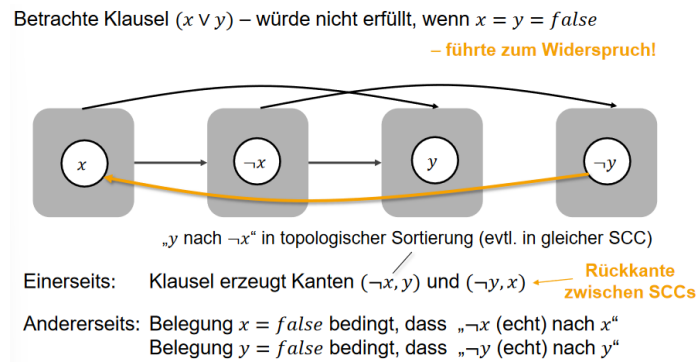 Betrachte Klausel (x ∨ y) – würde nicht erfüllt, wenn x = y = false
– führte zum Widerspruch!
x ¬x y ¬y
„y nach ¬x“ in topologischer Sortierung (evtl. in gleicher SCC)
Einerseits: Klausel erzeugt Kanten (¬x, y) und (¬y, x)
Rückkante
zwischen SCCs
Andererseits: Belegung x = false bedingt, dass „¬x (echt) nach x“
Belegung y = false bedingt, dass „¬y (echt) nach y“